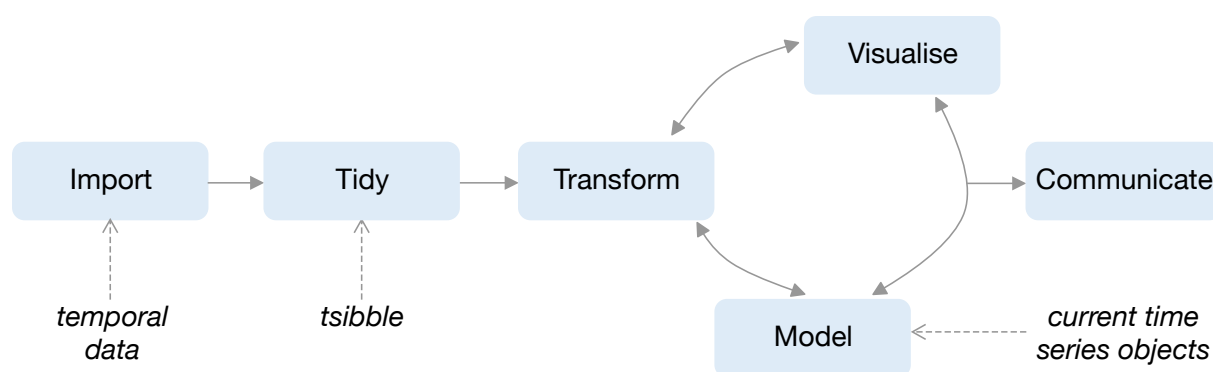 Visualise
Import
Tidy
Transform
Communicate
temporal
data
tsibble
Model
current time
series objects